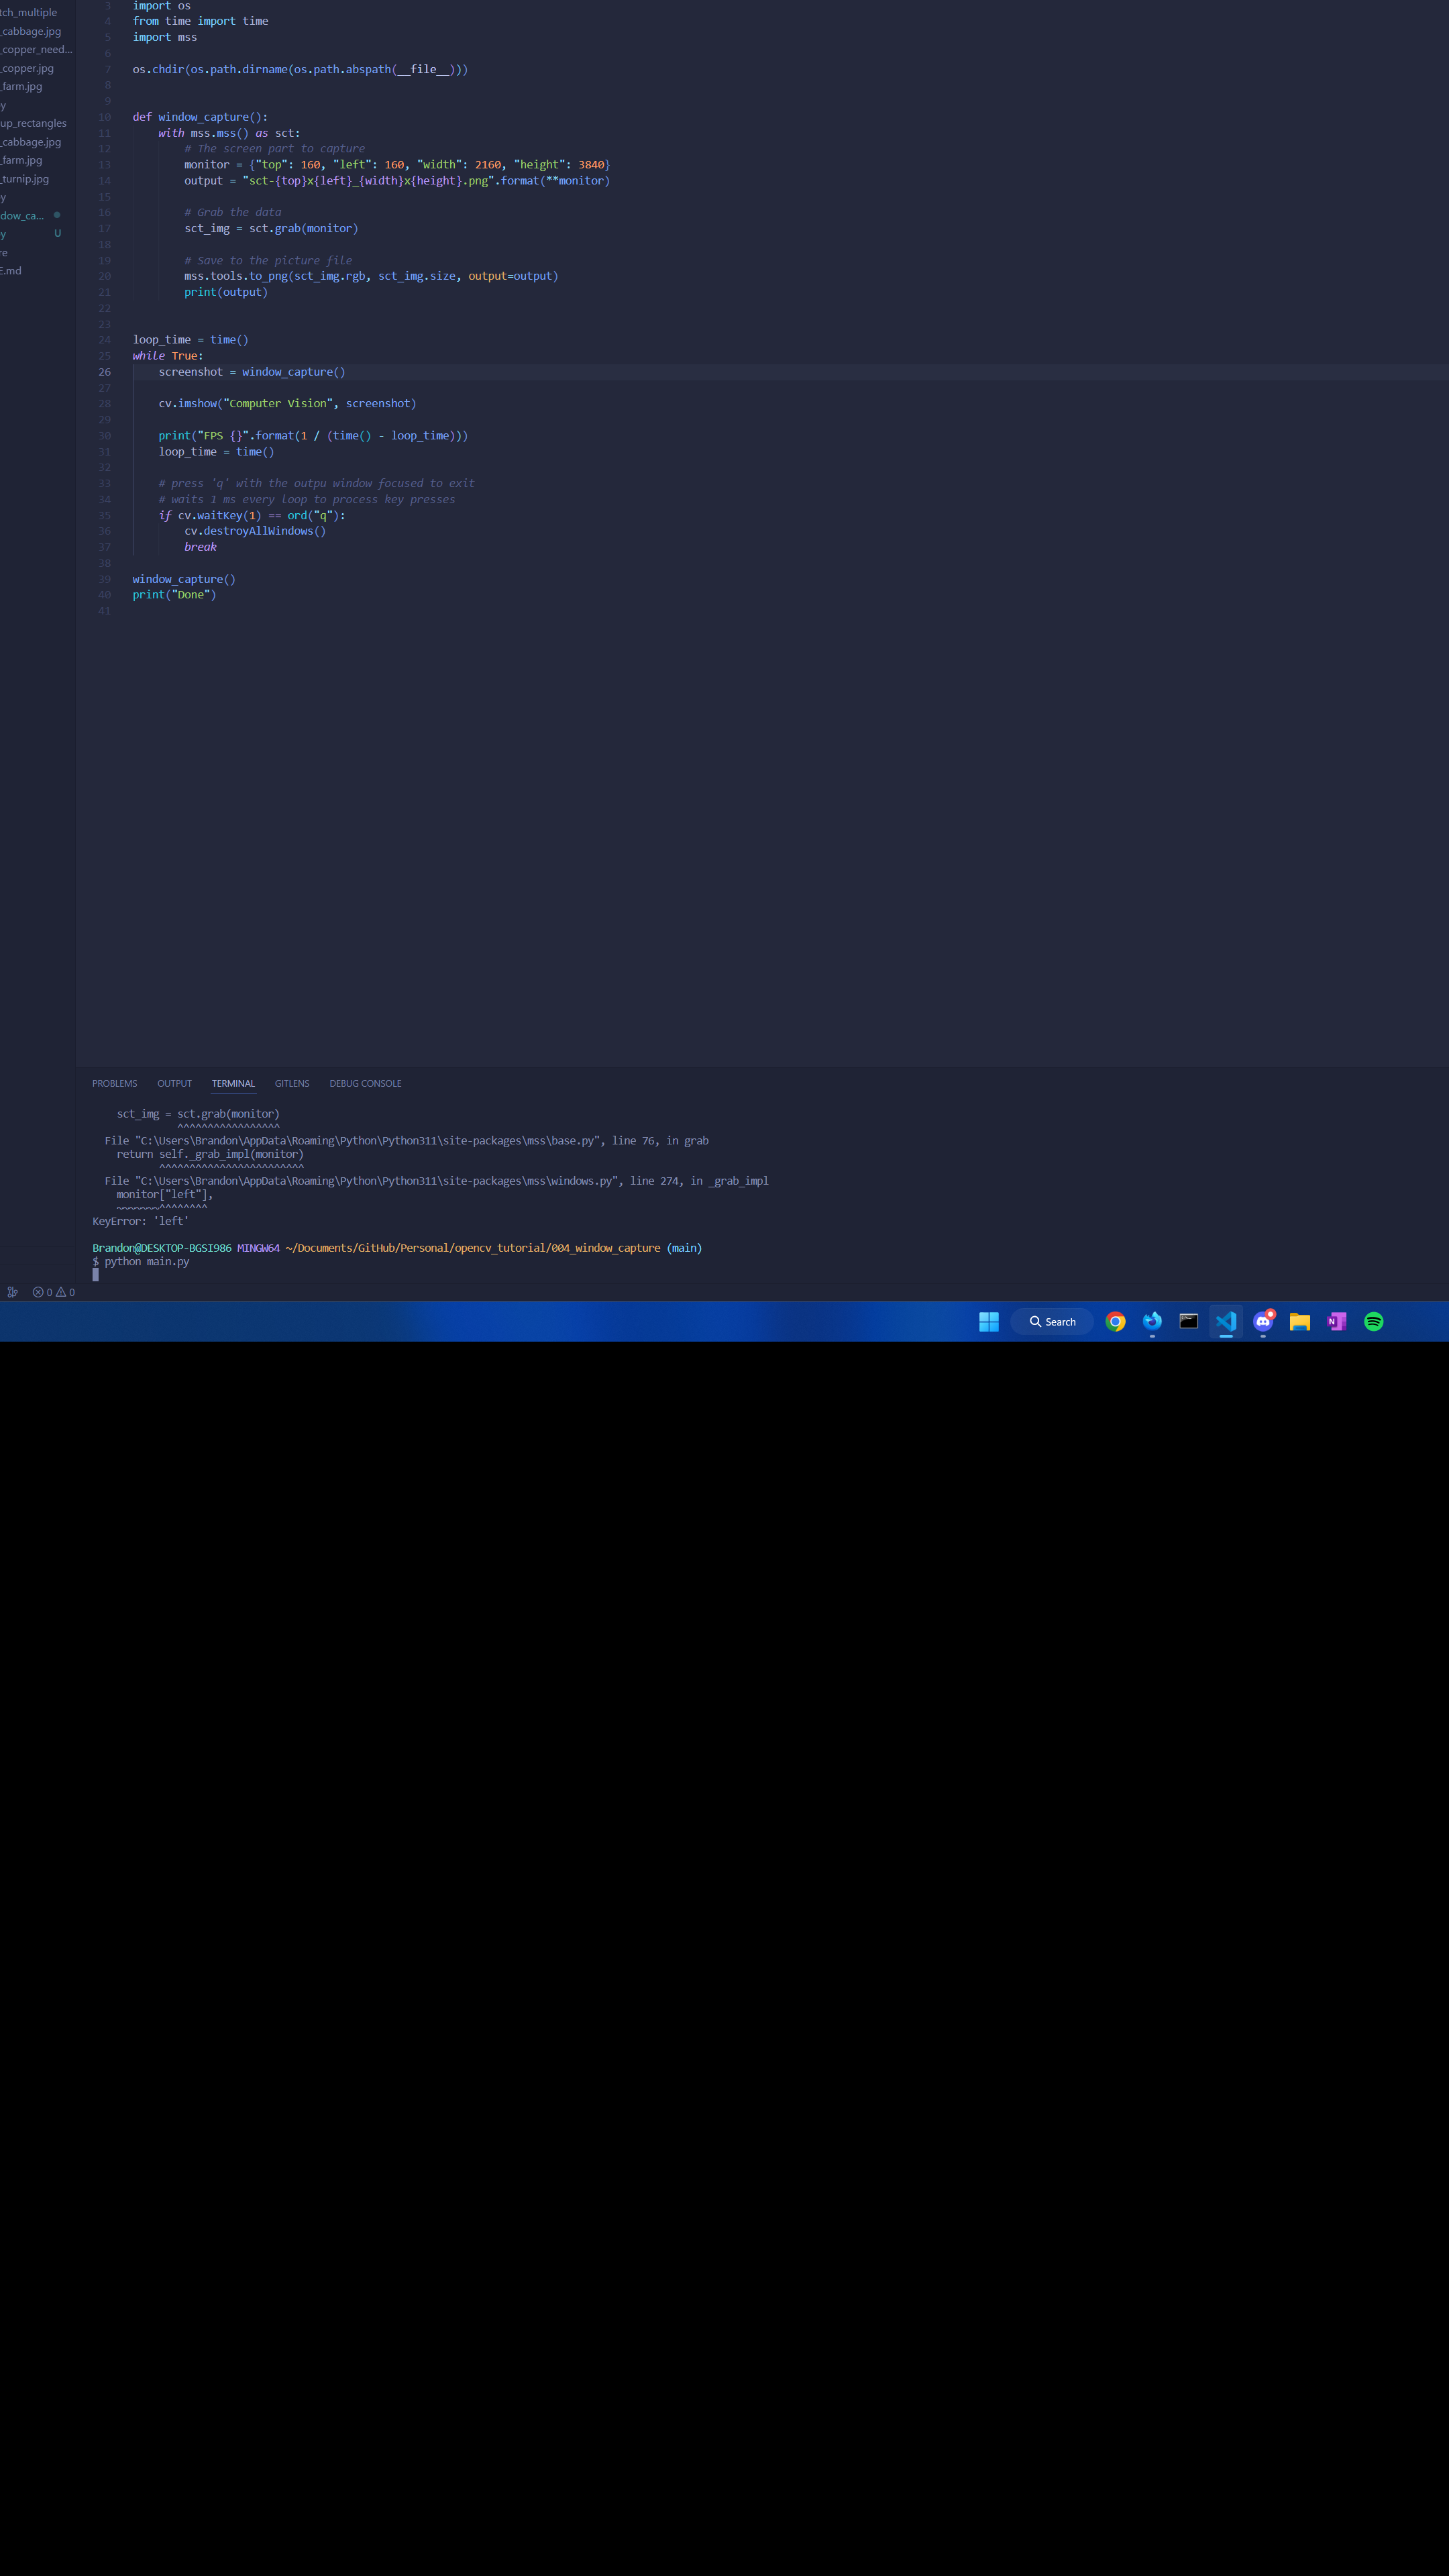 tch_multiple
_cabbage.jpg
_copper_need...
_copper.jpg
_farm.jpg
y
up_rectangles
_cabbage.jpg
_farm.jpg
_turnip.jpg
y
dow_ca...
y U
re
E.md
3 import os
4 from time import time
5 import mss
6
7 os.chdir(os.path.dirname(os.path.abspath(__file__)))
8
9
10 def window_capture():
11 with mss.mss() as sct:
12 # The screen part to capture
13 monitor = {"top": 160, "left": 160, "width": 2160, "height": 3840}
14 output = "sct-{top}x{left}_{width}x{height}.png".format(**monitor)
15
16 # Grab the data
17 sct_img = sct.grab(monitor)
18
19 # Save to the picture file
20 mss.tools.to_png(sct_img.rgb, sct_img.size, output=output)
21 print(output)
22
23
24 loop_time = time()
25 while True:
26 screenshot = window_capture()
27
28 cv.imshow("Computer Vision", screenshot)
29
30 print("FPS {}".format(1 / (time() - loop_time)))
31 loop_time = time()
32
33 # press 'q' with the outpu window focused to exit
34 # waits 1 ms every loop to process key presses
35 if cv.waitKey(1) == ord("q"):
36 cv.destroyAllWindows()
37 break
38
39 window_capture()
40 print("Done")
41
PROBLEMS OUTPUT TERMINAL GITLENS DEBUG CONSOLE
sct_img = sct.grab(monitor)
^^^^^^^^^^^^^^^^^
File "C:\Users\Brandon\AppData\Roaming\Python\Python311\site-packages\mss\base.py", line 76, in grab
return self._grab_impl(monitor)
^^^^^^^^^^^^^^^^^^^^^^^^
File "C:\Users\Brandon\AppData\Roaming\Python\Python311\site-packages\mss\windows.py", line 274, in _grab_impl
monitor["left"],
~~~~~~~^^^^^^^^
KeyError: 'left'
Brandon@DESKTOP-BGSI986 MINGW64 ~/Documents/GitHub/Personal/opencv_tutorial/004_window_capture (main)
$ python main.py
0 0
Search